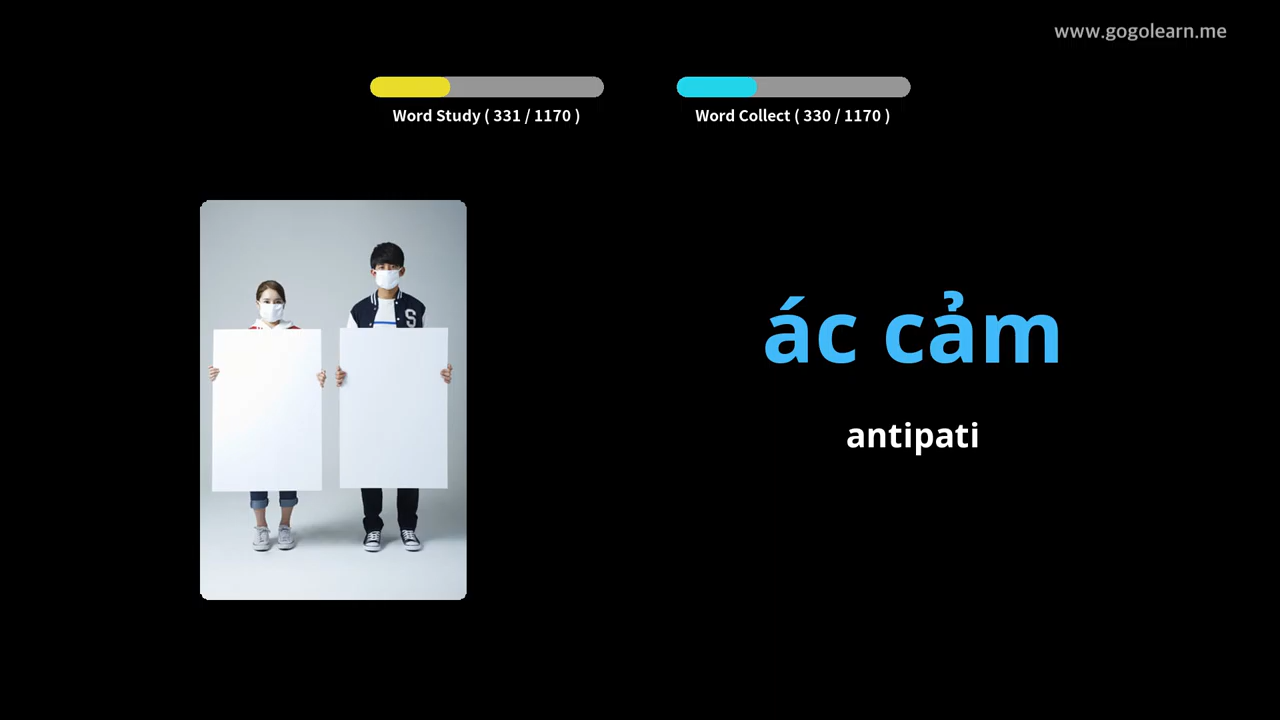 www.gogolearn.me
Word Study ( 331 / 1170 )
Word Collect ( 330 / 1170 )
S
ác cảm
antipati